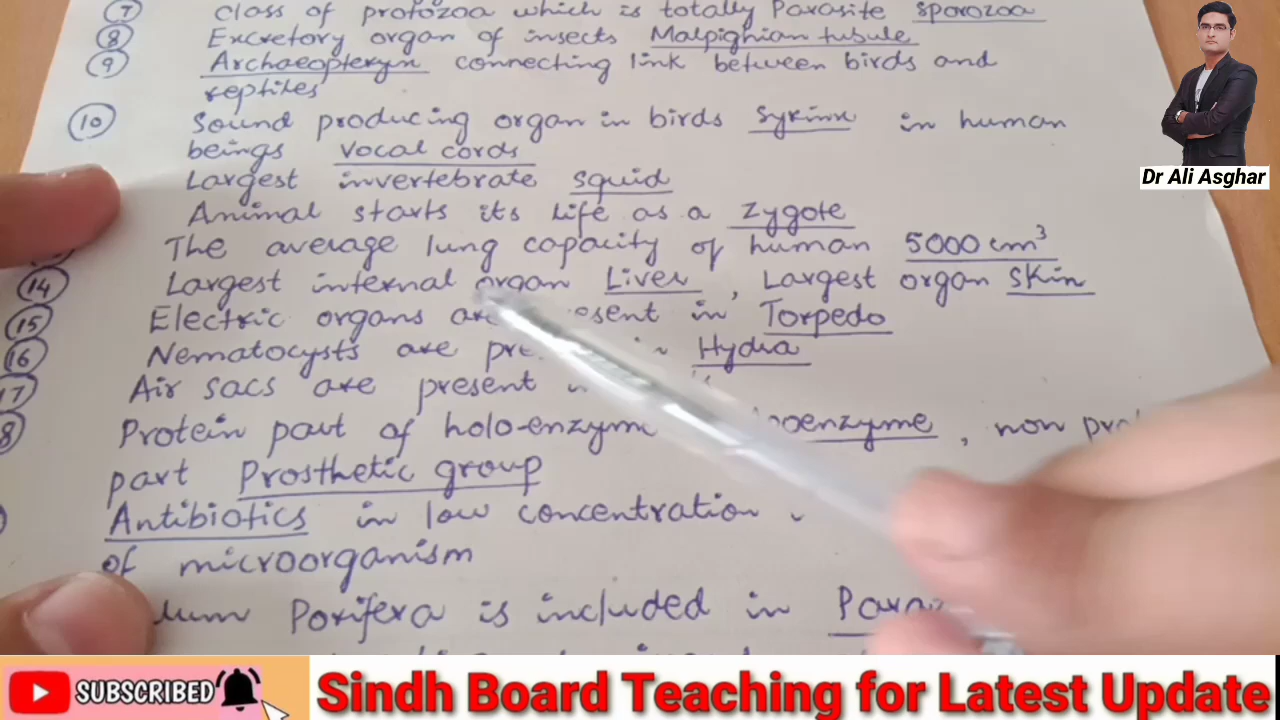 7 Class of protozoa which is totally Parasite sporozoa
8 Excretory organ of insects Malpighian tubule
9 Archaeopteryx connecting link between birds and
reptiles
10 Sound producing organ in birds Syrinx in human
beings vocal cords
Largest invertebrate squid
Animal starts its life as a zygote
The average lung capacity of human 5000 cm³
14 Largest internal organ Liver, Largest organ skin
15 Electric organs are present in Torpedo
16 Nematocysts are in Hydra
17 Air sacs are present
Protein part of holo-enzyme, non
part Prosthetic group
Antibiotics in low concentration
of microorganism
Porifera is included in
Dr Ali Asghar
SUBSCRIBED
Sindh Board Teaching for Latest Update